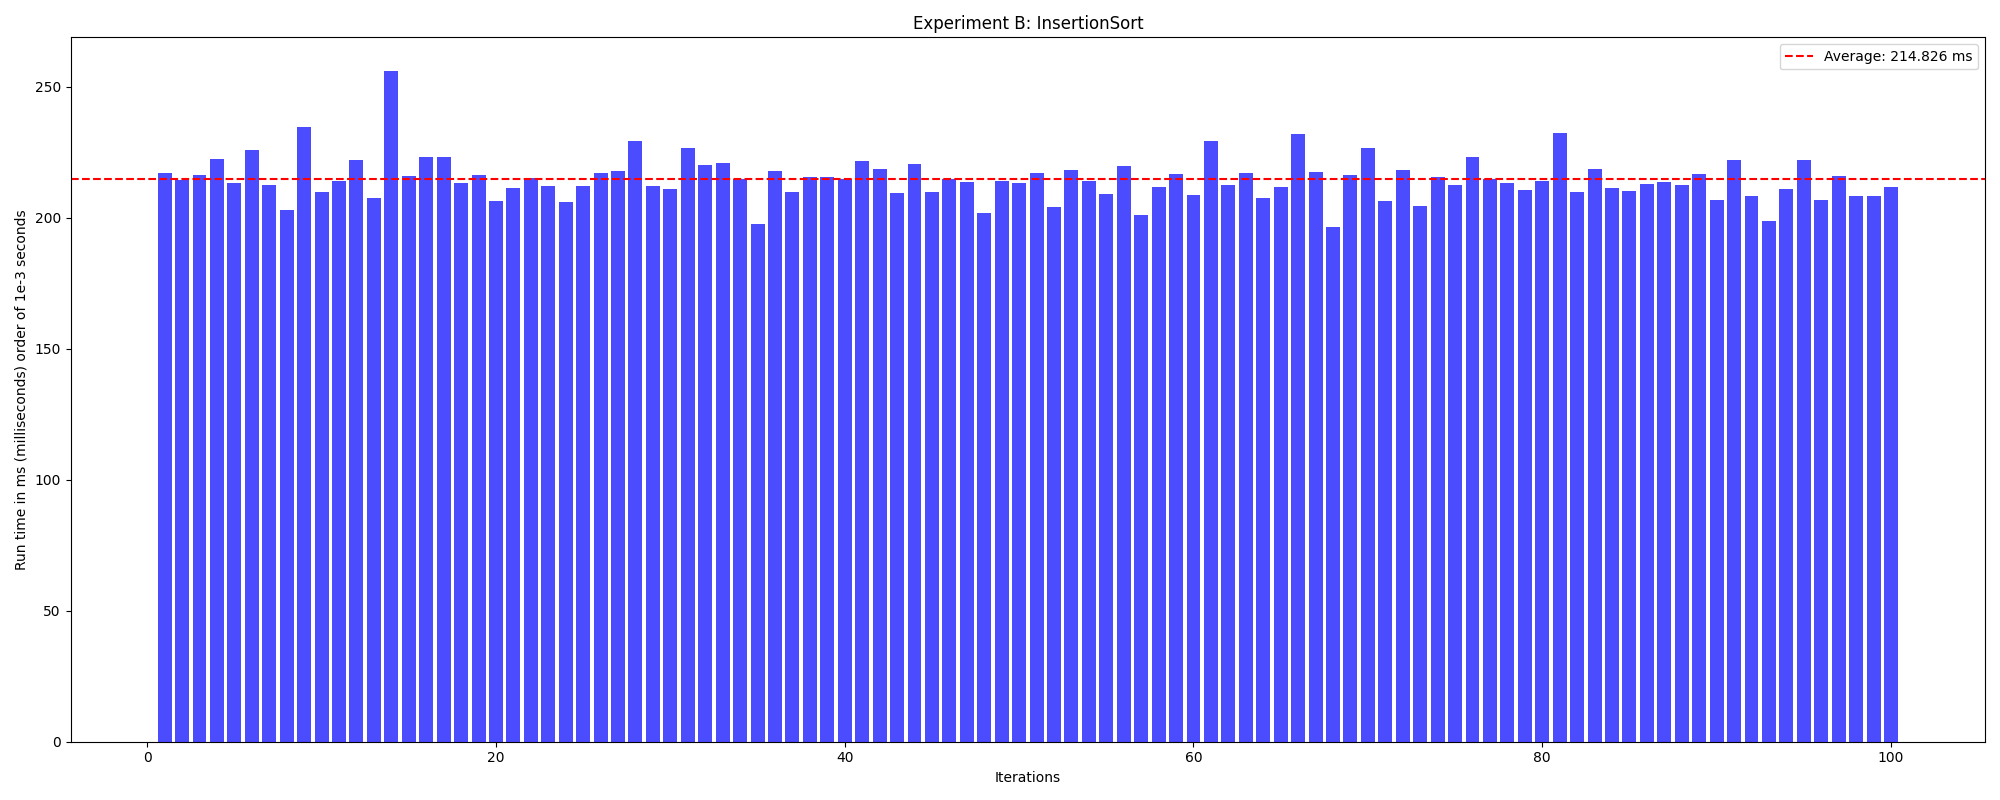 Experiment B: InsertionSort
Average: 214.826 ms
Run time in ms (milliseconds) order of 1e-3 seconds
250
200
150
100
50
0
0 20 40 60 80 100
Iterations